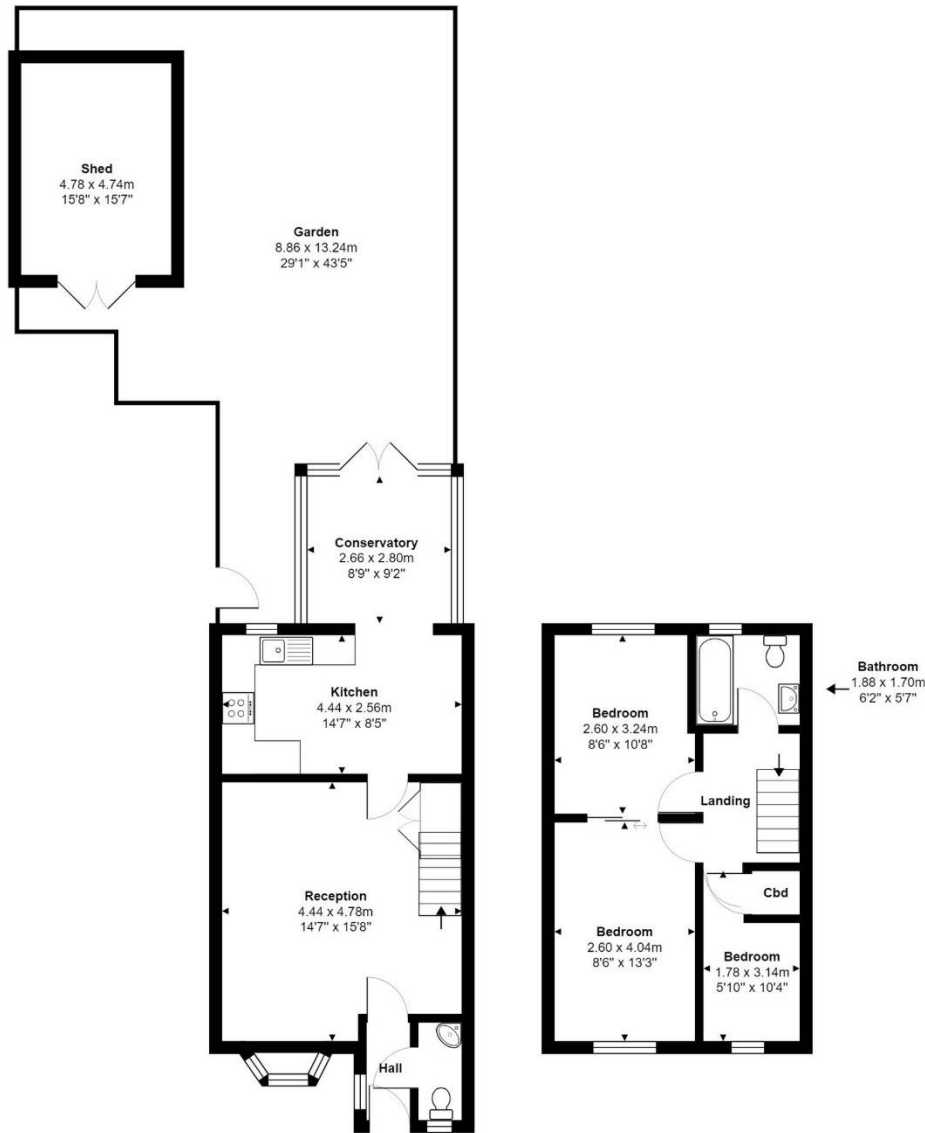 Shed
4.78 x 4.74m
15'8" x 15'7"
Garden
8.86 x 13.24m
29'1" x 43'5"
Conservatory
2.66 x 2.80m
8'9" x 9'2"
Kitchen
4.44 x 2.56m
14'7" x 8'5"
Reception
4.44 x 4.78m
14'7" x 15'8"
Hall
Bedroom
2.60 x 3.24m
8'6" x 10'8"
Bathroom
1.88 x 1.70m
6'2" x 5'7"
Landing
Cbd
Bedroom
2.60 x 4.04m
8'6" x 13'3"
Bedroom
1.78 x 3.14m
5'10" x 10'4"